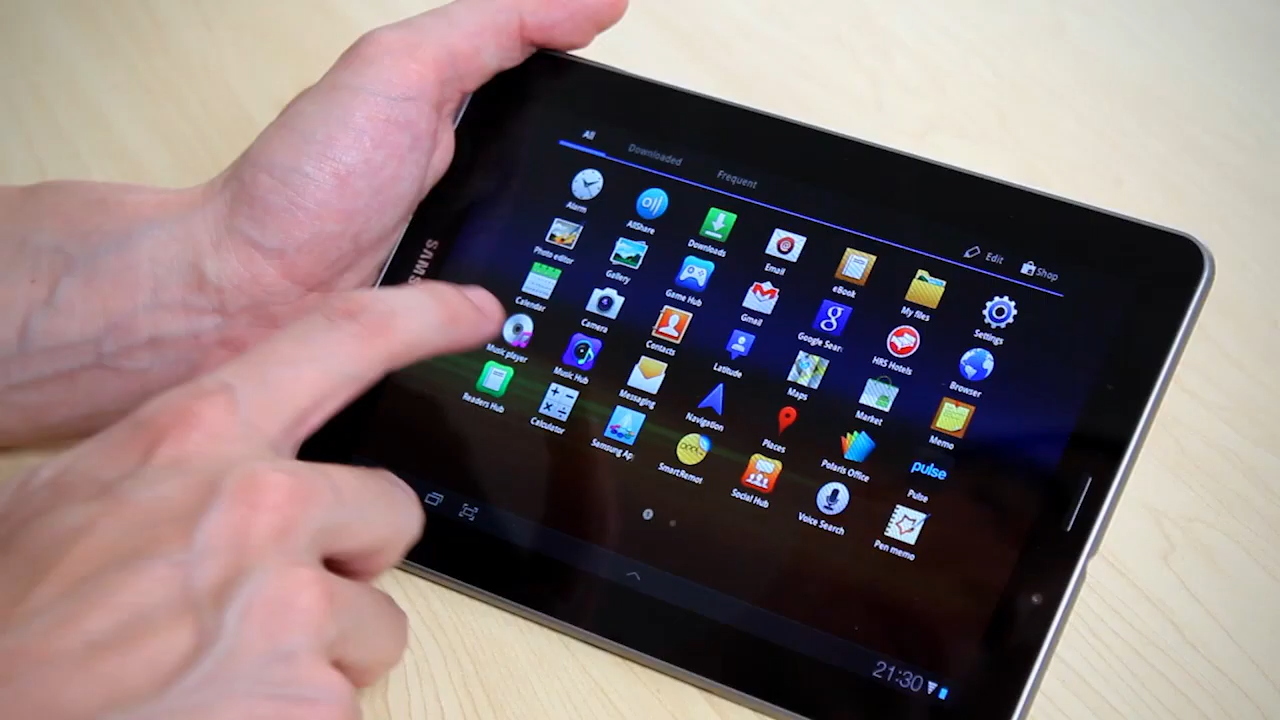 All Downloaded Frequent
Edit Shop
SAMS
Alarm AllShare Downloads Email eBook My files Settings
Photo editor Gallery Game Hub Gmail Google Sear HRS Hotels Browser
Calendar Camera Contacts Latitude Maps Market Memo
Music player Music Hub Messaging Navigation Places Polaris Office Pulse
Readers Hub Calculator Samsung Ap SmartRemot Social Hub Voice Search Pen memo
pulse
21:30